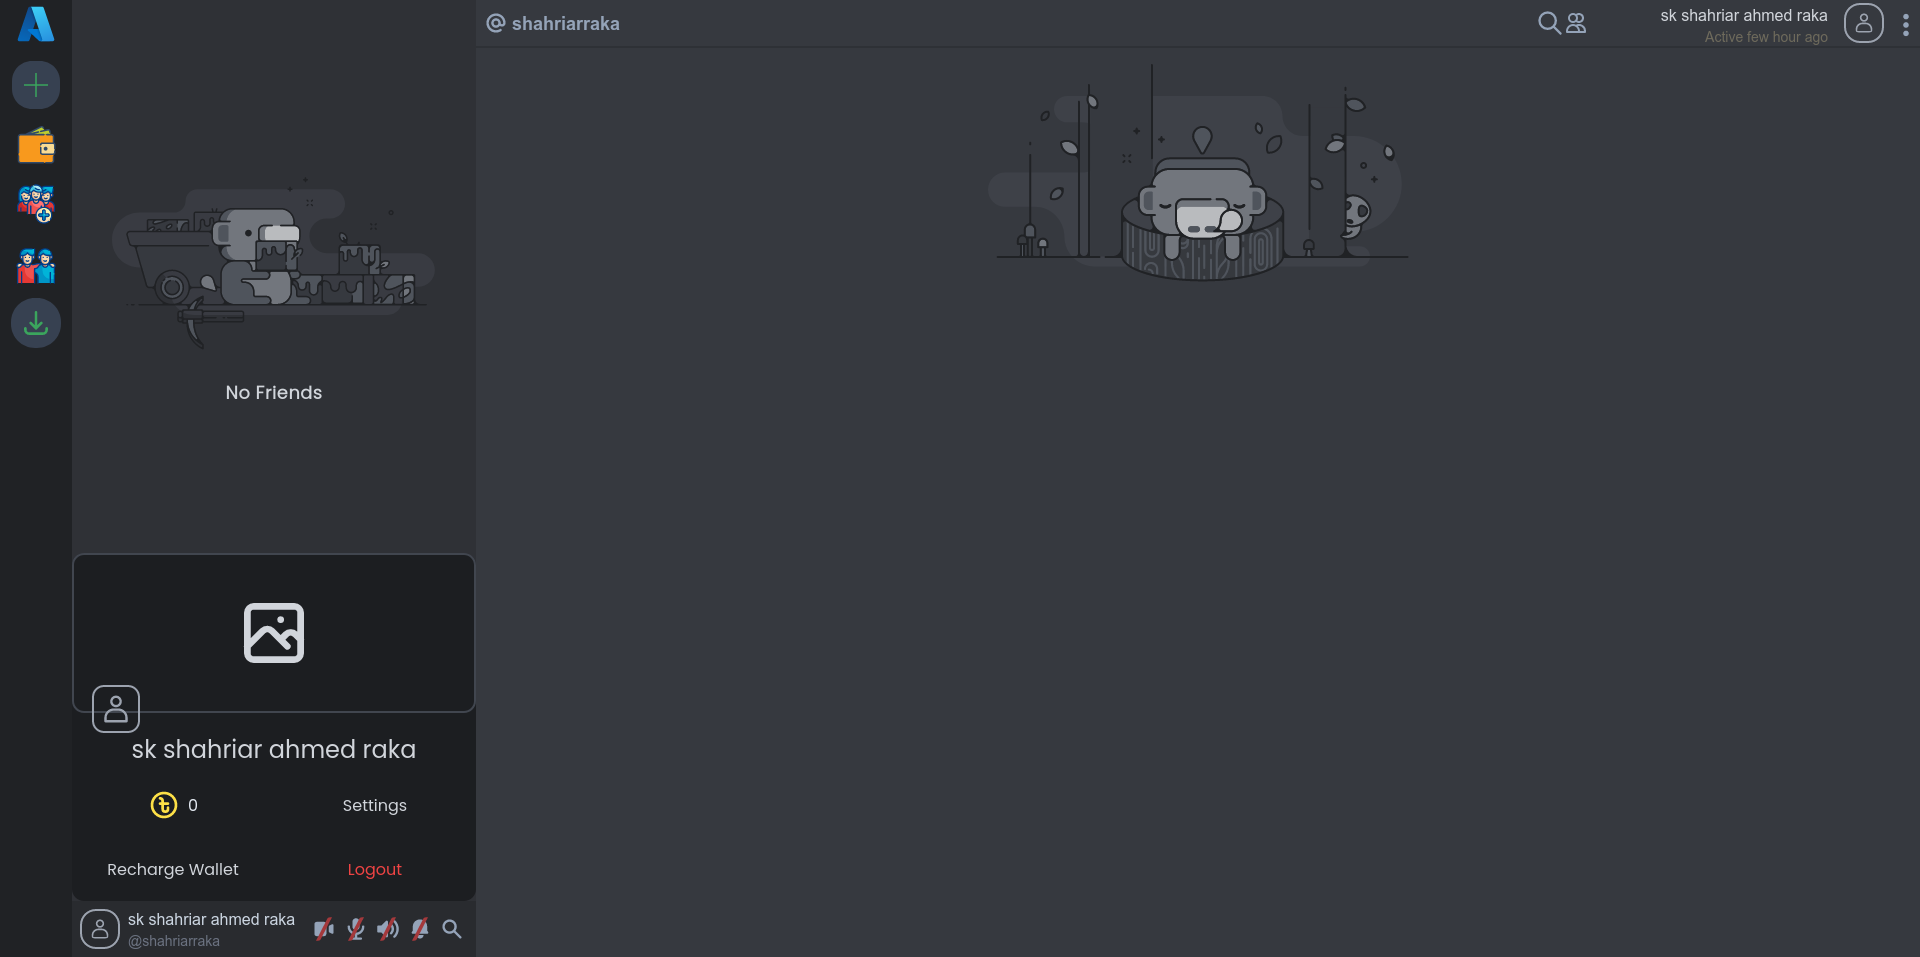 shahriarraka
sk shahriar ahmed raka
Active few hour ago
No Friends
sk shahriar ahmed raka
0
Settings
Recharge Wallet
Logout
sk shahriar ahmed raka
@shahriarraka